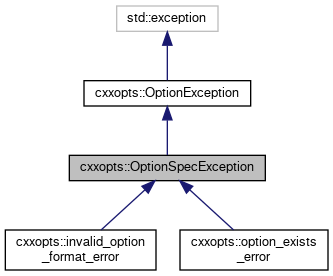 std::exception
cxxopts::OptionException
cxxopts::OptionSpecException
cxxopts::invalid_option
_format_error
cxxopts::option_exists
_error